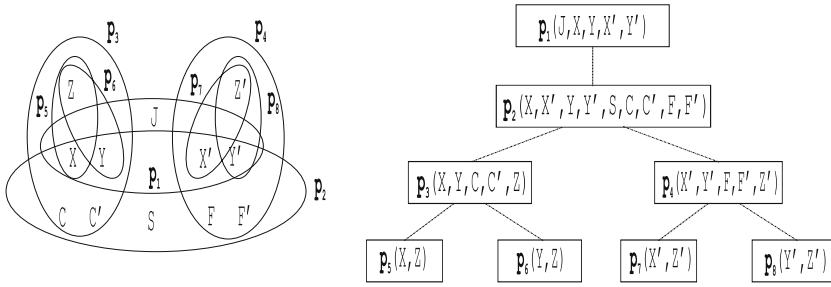 p₃
p₄
p₆
p₇
Z
Z'
p₅
p₈
J
X Y
X' Y'
p₁
p₂
C C' S F F'
p₁(J,X,Y,X',Y')
p₂(X,X',Y,Y',S,C,C',F,F')
p₃(X,Y,C,C',Z)
p₄(X',Y',F,F',Z')
p₅(X,Z)
p₆(Y,Z)
p₇(X',Z')
p₈(Y',Z')